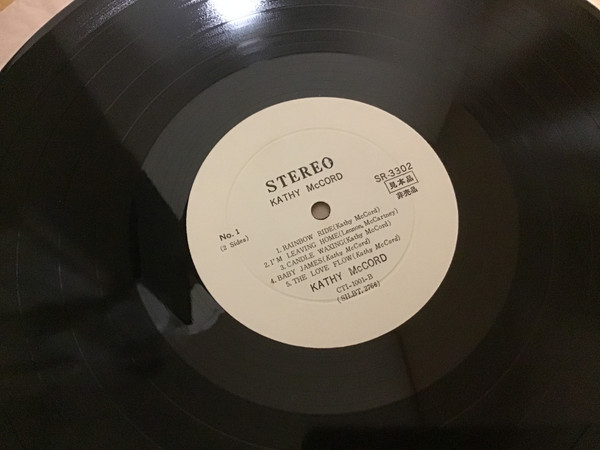 STEREO
KATHY McCORD
SR-3302
見本品
非売品
No. 1
(2 Sides)
1. RAINBOW RIDE(Kathy McCord)
2. I'M LEAVING HOME(Lennon, McCartney)
3. CANDLE WAXING(Kathy McCord)
4. BABY JAMES(Kathy McCord)
5. THE LOVE FLOW(Kathy McCord)
KATHY McCORD
CTI-1001-B
(SILBT. 2764)